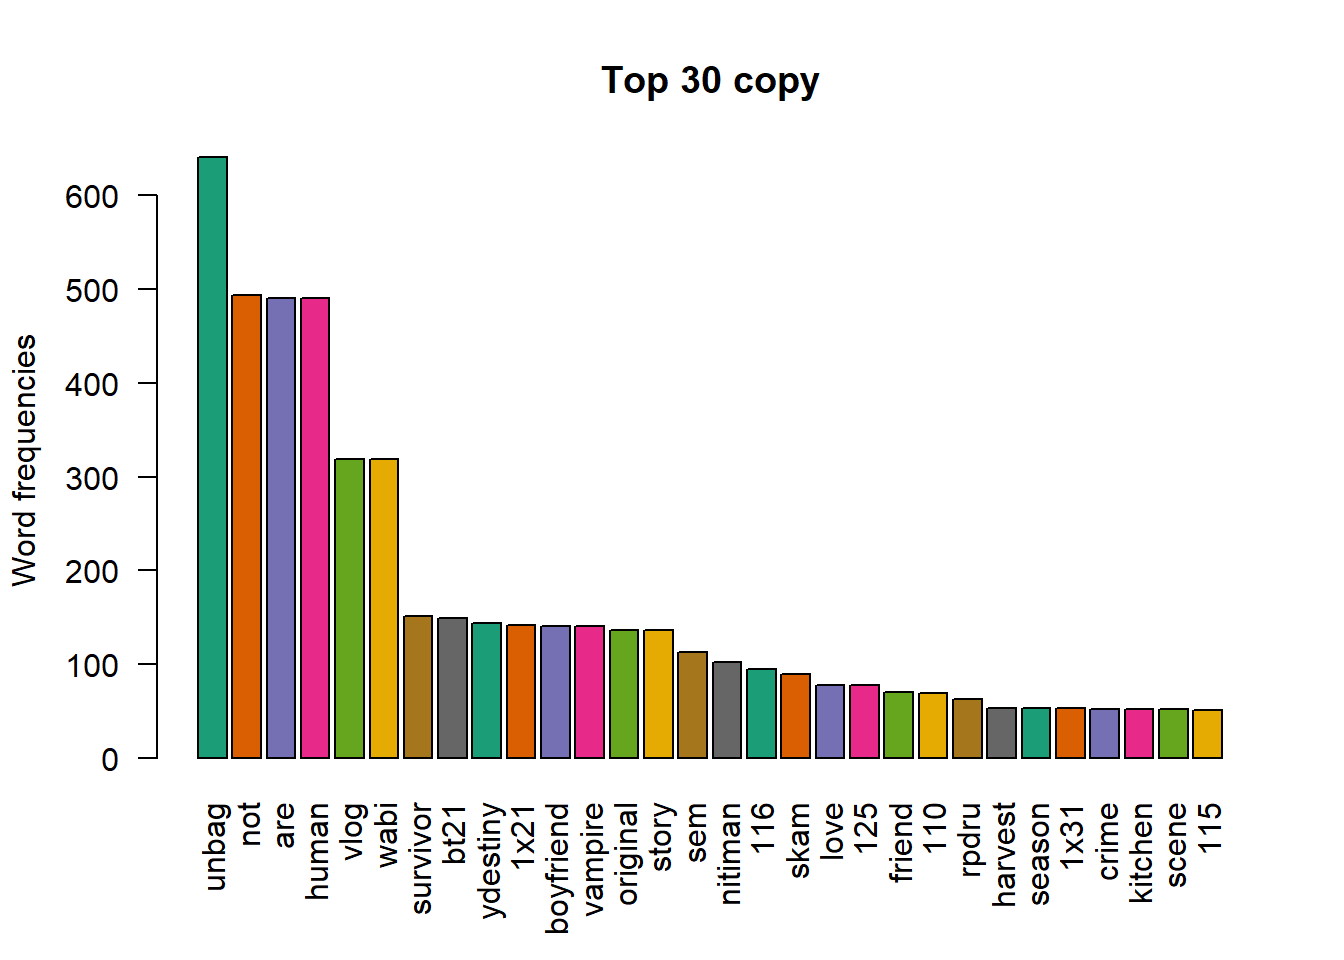 Top 30 copy
Word frequencies
600
500
400
300
200
100
0
unbag
not
are
human
vlog
wabi
survivor
bt21
ydestiny
1x21
boyfriend
vampire
original
story
sem
nitiman
116
skam
love
125
friend
110
rpdru
harvest
season
1x31
crime
kitchen
scene
115